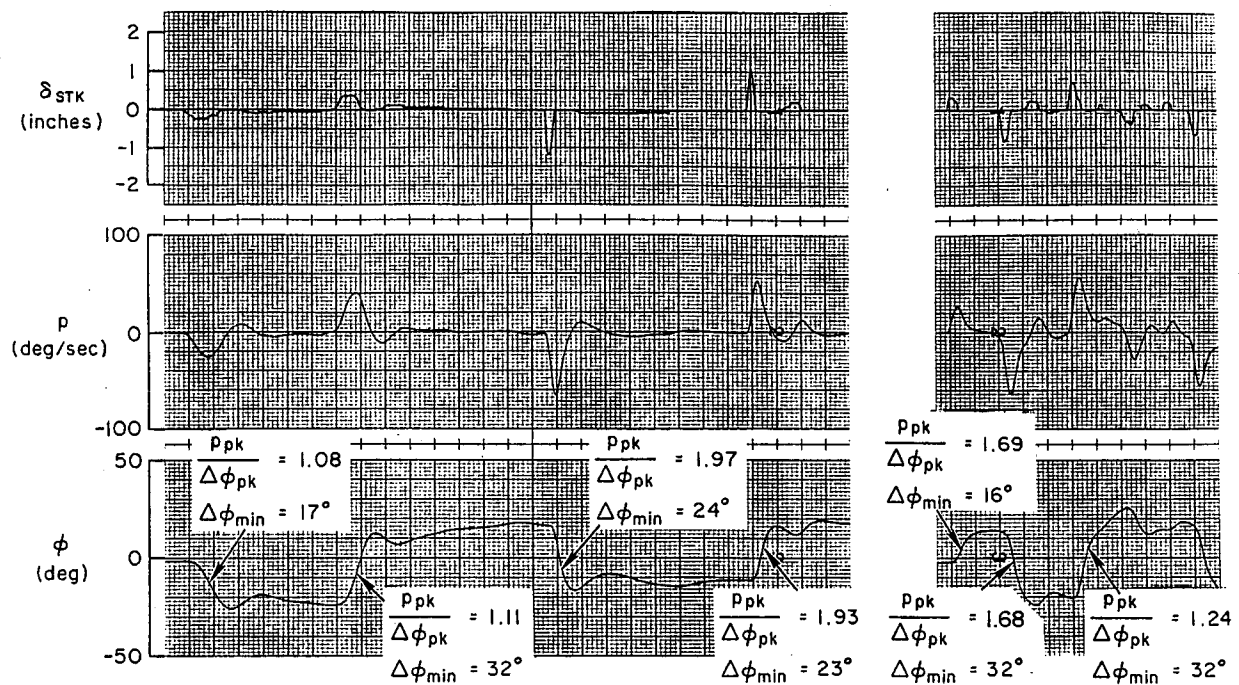 δSTK
(inches)
2
1
0
-1
-2
p
(deg/sec)
100
0
-100
φ
(deg)
50
0
-50
ppk
Δφpk = 1.08
Δφmin = 17°
ppk
Δφpk = 1.11
Δφmin = 32°
ppk
Δφpk = 1.97
Δφmin = 24°
ppk
Δφpk = 1.93
Δφmin = 23°
ppk
Δφpk = 1.69
Δφmin = 16°
ppk
Δφpk = 1.68
Δφmin = 32°
ppk
Δφpk = 1.24
Δφmin = 32°